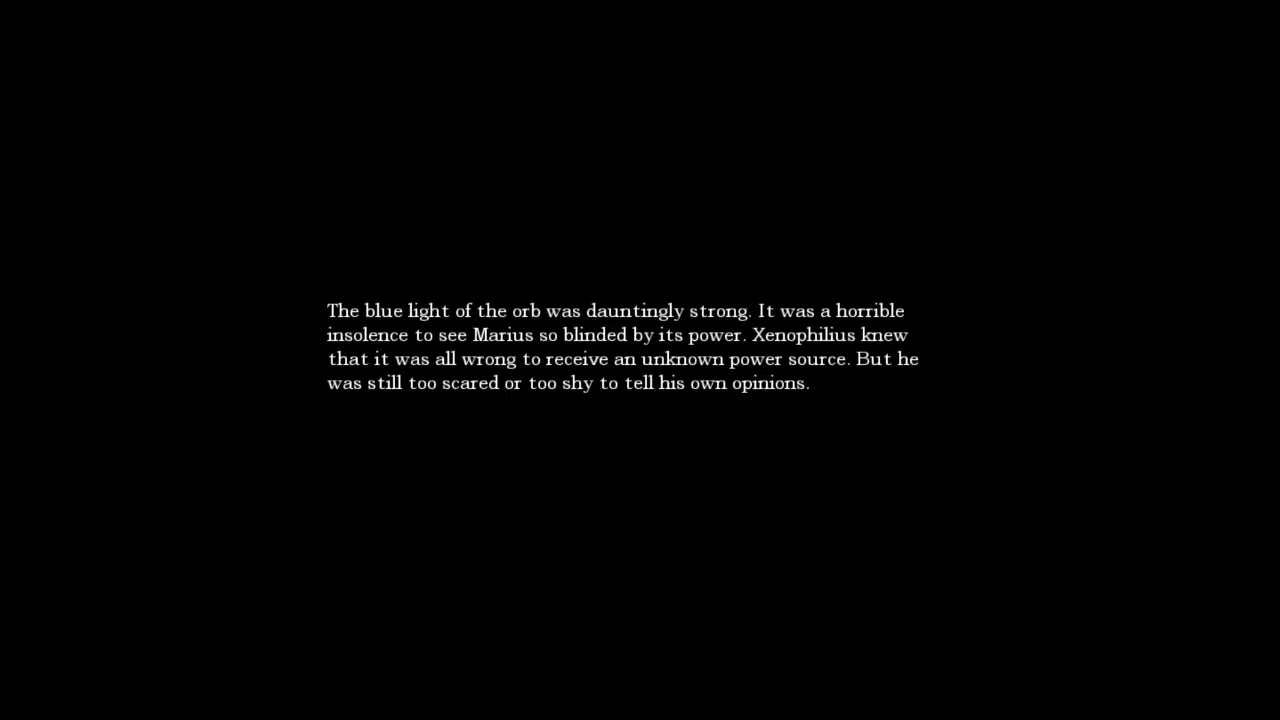 The blue light of the orb was dauntingly strong. It was a horrible
insolence to see Marius so blinded by its power. Xenophilius knew
that it was all wrong to receive an unknown power source. But he
was still too scared or too shy to tell his own opinions.